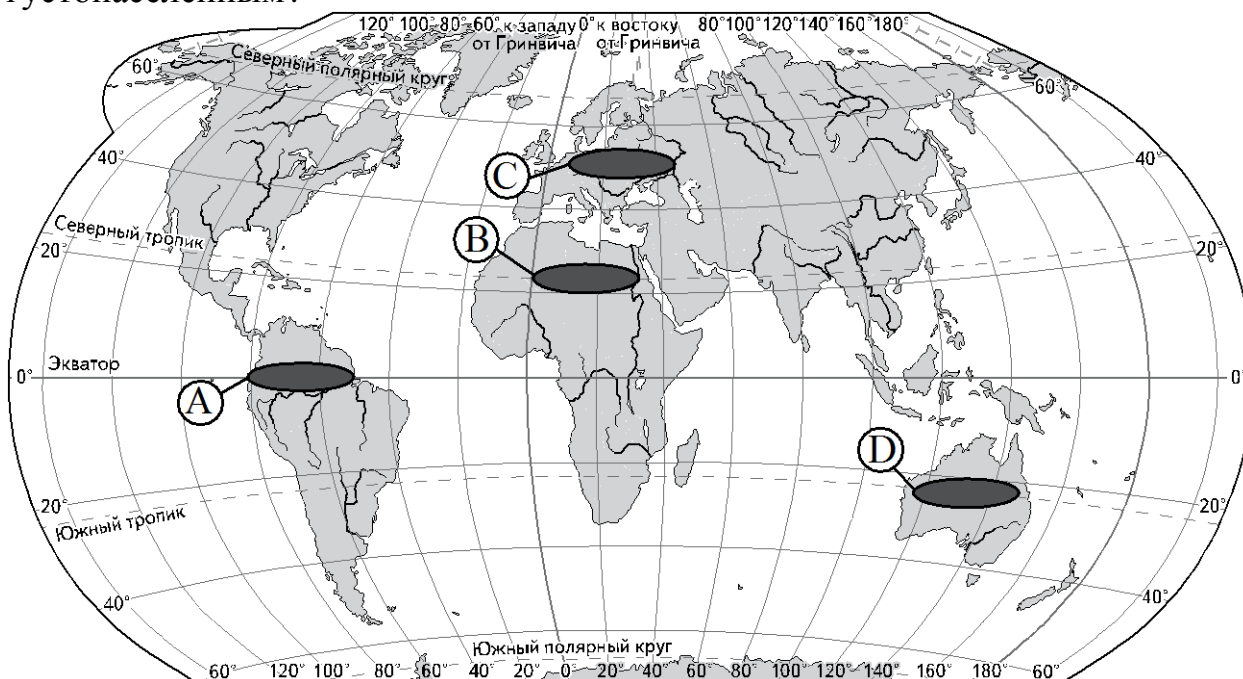 густонаселённым?
120° 100° 80° 60° к западу 0° к востоку 80° 100° 120° 140° 160° 180°
от Гринвича от Гринвича
Северный полярный круг
60° 60°
40° 40°
C
Северный тропик
B
20° 20°
Экватор
0° 0°
A
D
20° 20°
Южный тропик
40° 40°
Южный полярный круг
60° 120° 100° 80° 60° 40° 20° 0° 20° 40° 60° 80° 100° 120° 140° 160° 180° 60°